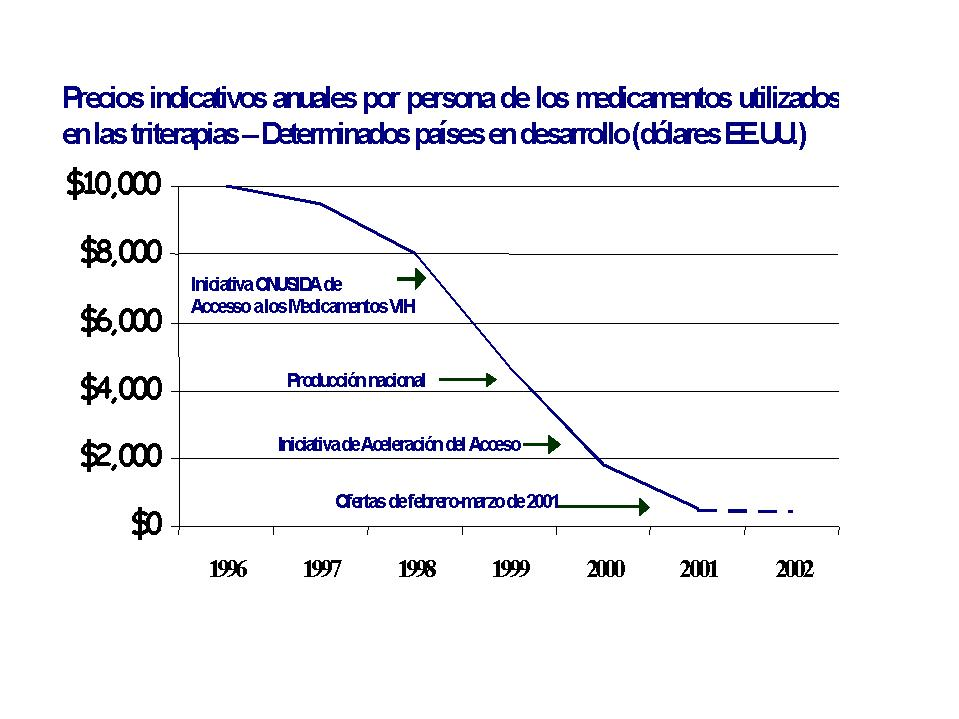 Precios indicativos anuales por persona de los medicamentos utilizados
en las triterapias – Determinados países en desarrollo (dólares EE.UU.)
$10,000
$8,000
Iniciativa ONUSIDA de
Accesso a los Medicamentos VIH
$6,000
Producción nacional
$4,000
Iniciativa de Aceleración del Acceso
$2,000
Ofertas de febrero-marzo de 2001
$0
1996 1997 1998 1999 2000 2001 2002